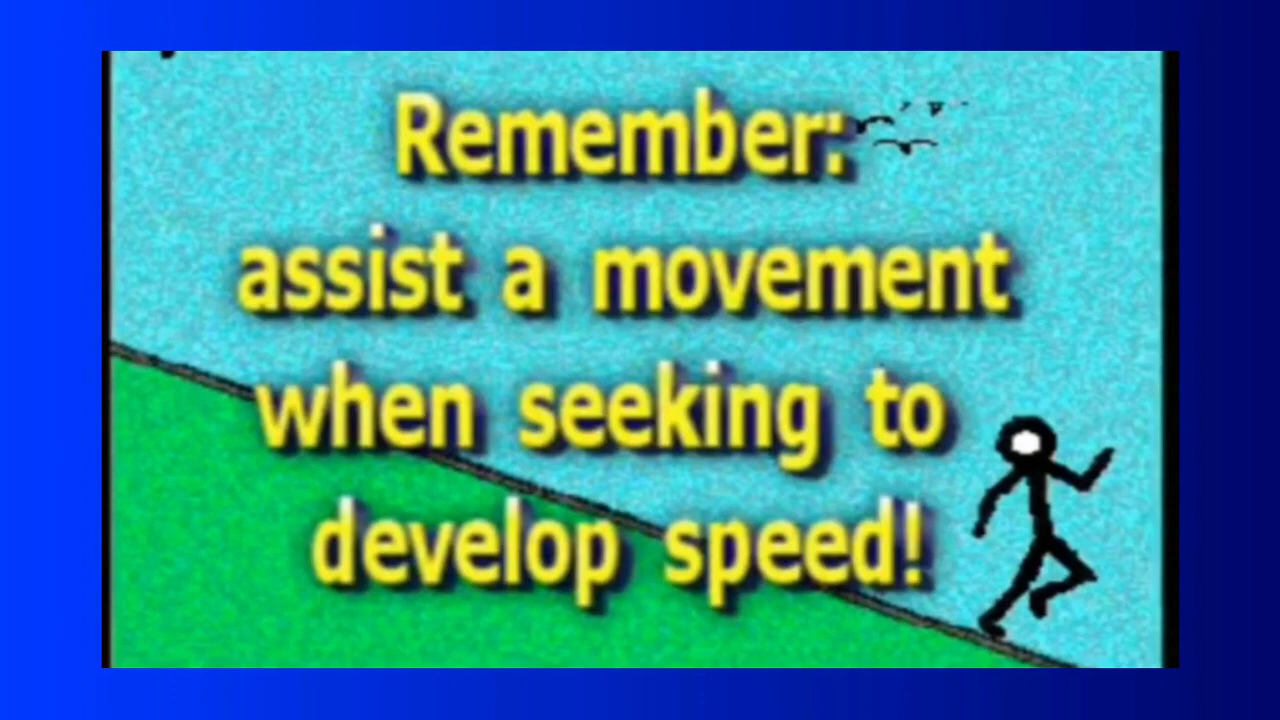 Remember:
assist a movement
when seeking to
develop speed!